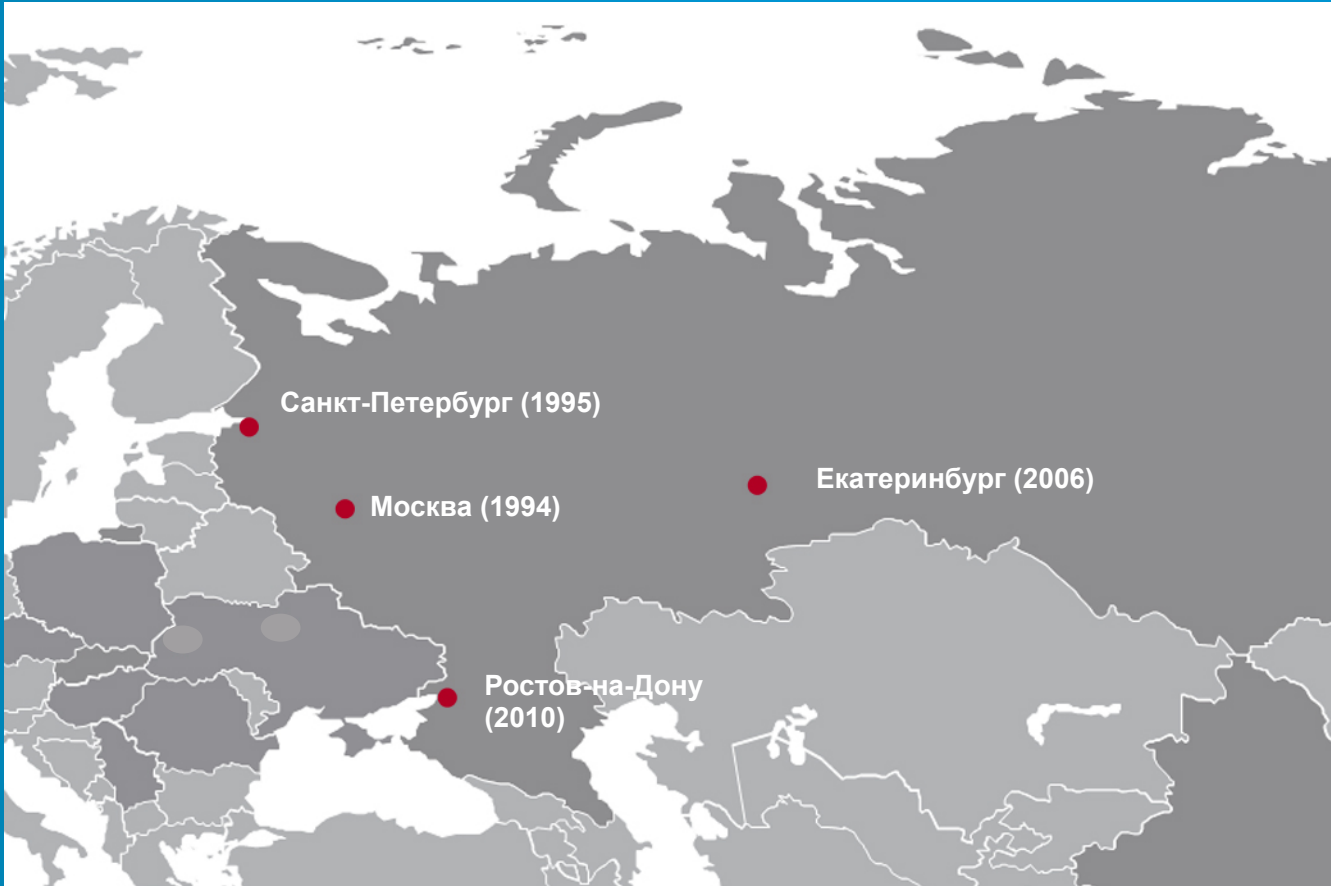 Санкт-Петербург (1995)
Екатеринбург (2006)
Москва (1994)
Ростов-на-Дону
(2010)